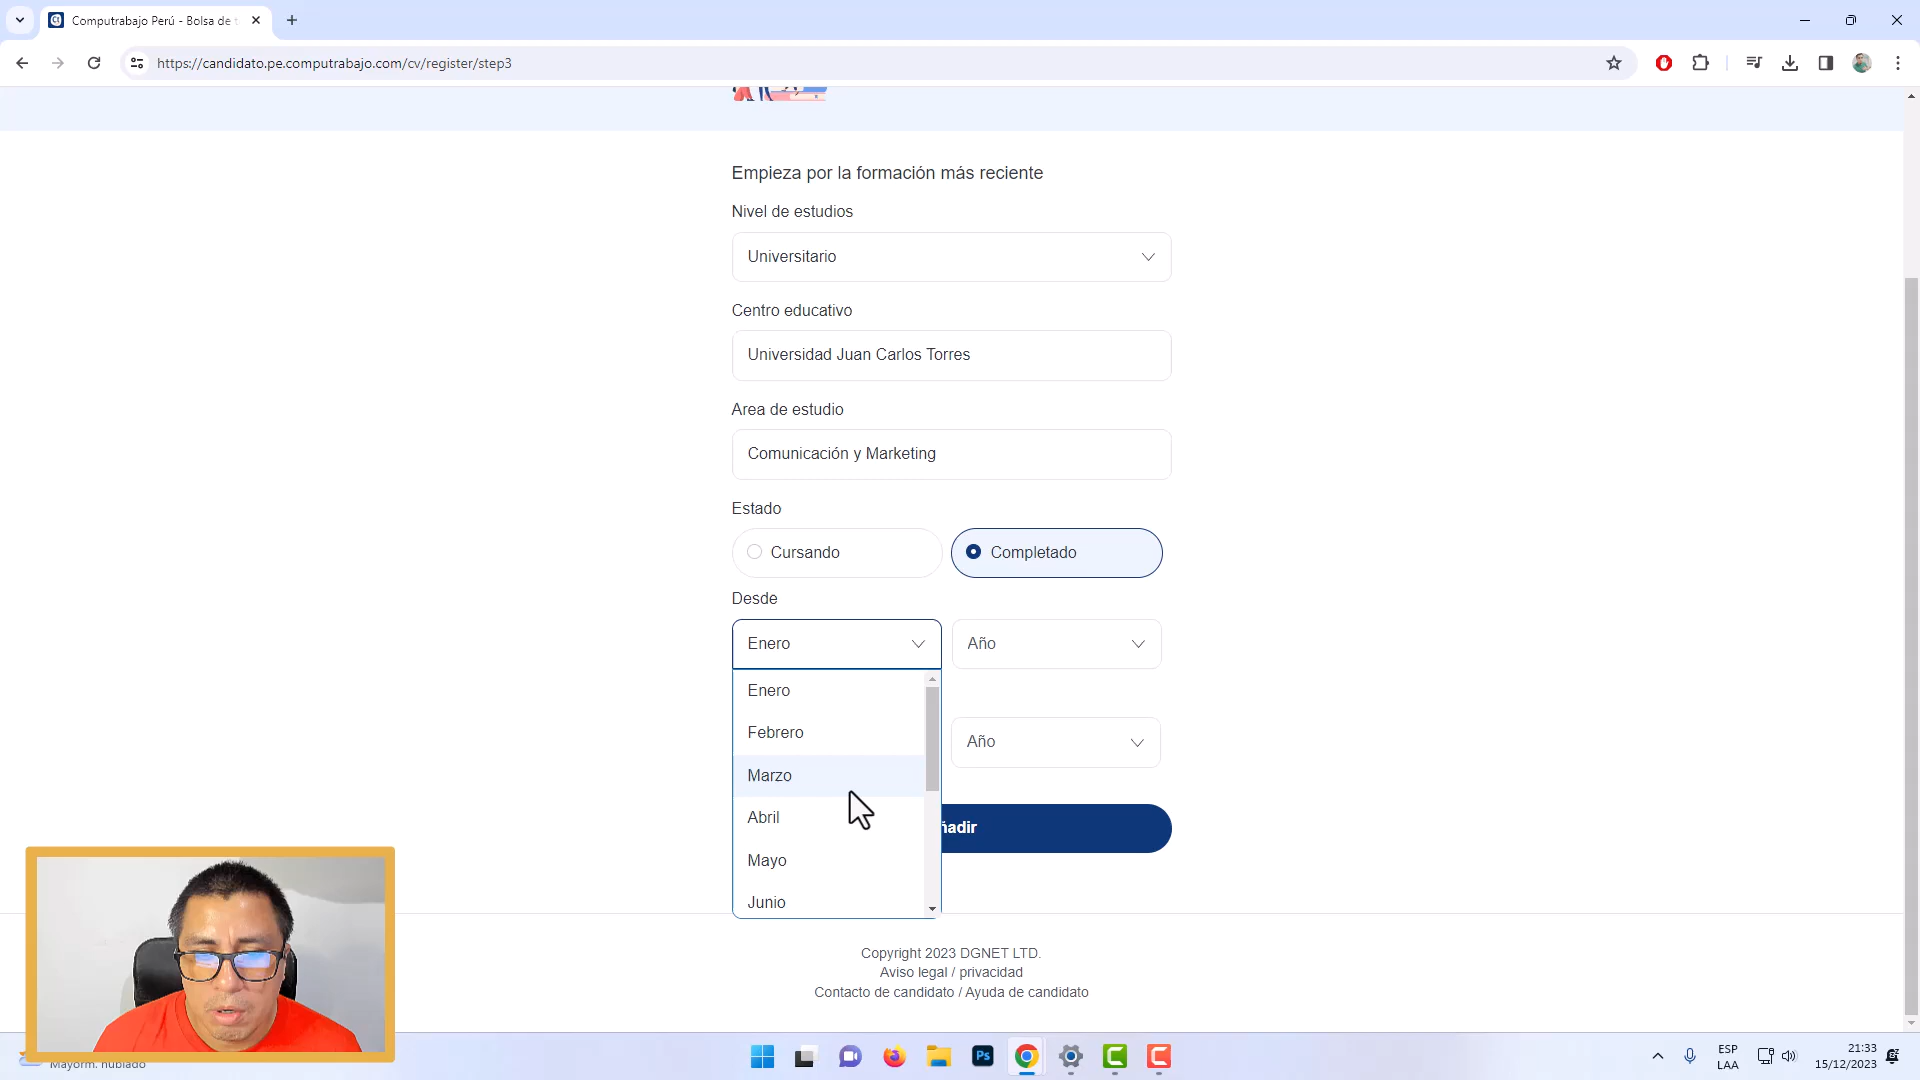 Computrabajo Perú - Bolsa de t
https://candidato.pe.computrabajo.com/cv/register/step3
Empieza por la formación más reciente
Nivel de estudios
Universitario
Centro educativo
Universidad Juan Carlos Torres
Area de estudio
Comunicación y Marketing
Estado
Cursando
Completado
Desde
Enero
Año
Enero
Febrero
Año
Marzo
Abril
ñadir
Mayo
Junio
Copyright 2023 DGNET LTD.
Aviso legal / privacidad
Contacto de candidato / Ayuda de candidato
Mayorm. nublado
Ps
ESP
LAA
21:33
15/12/2023